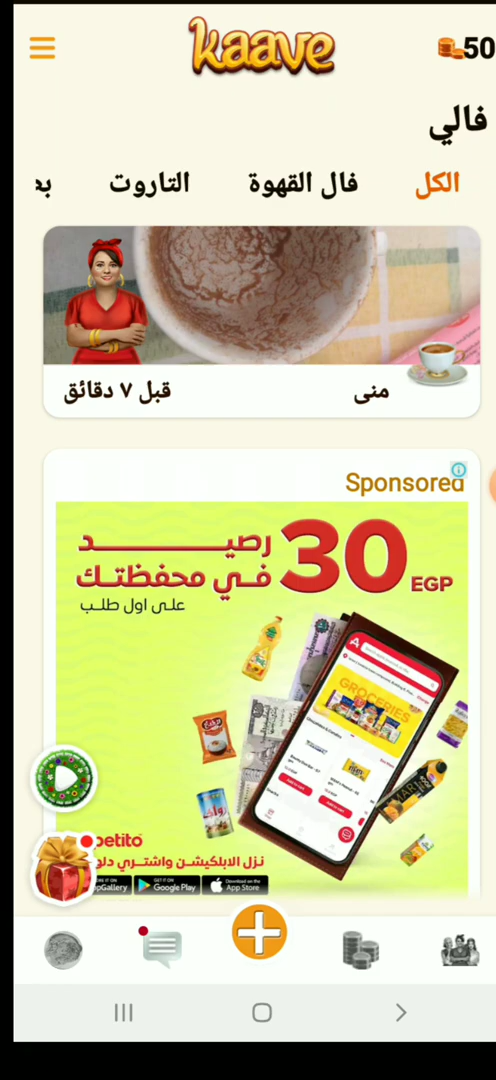 kaave
50
فالي
الكل
فال القهوة
التاروت
منى
قبل ٧ دقائق
Sponsored
30 EGP
رصيد
في محفظتك
على اول طلب
GROCERIES
petito
نزل الابلكيشن واشتري
Google Play
App Store